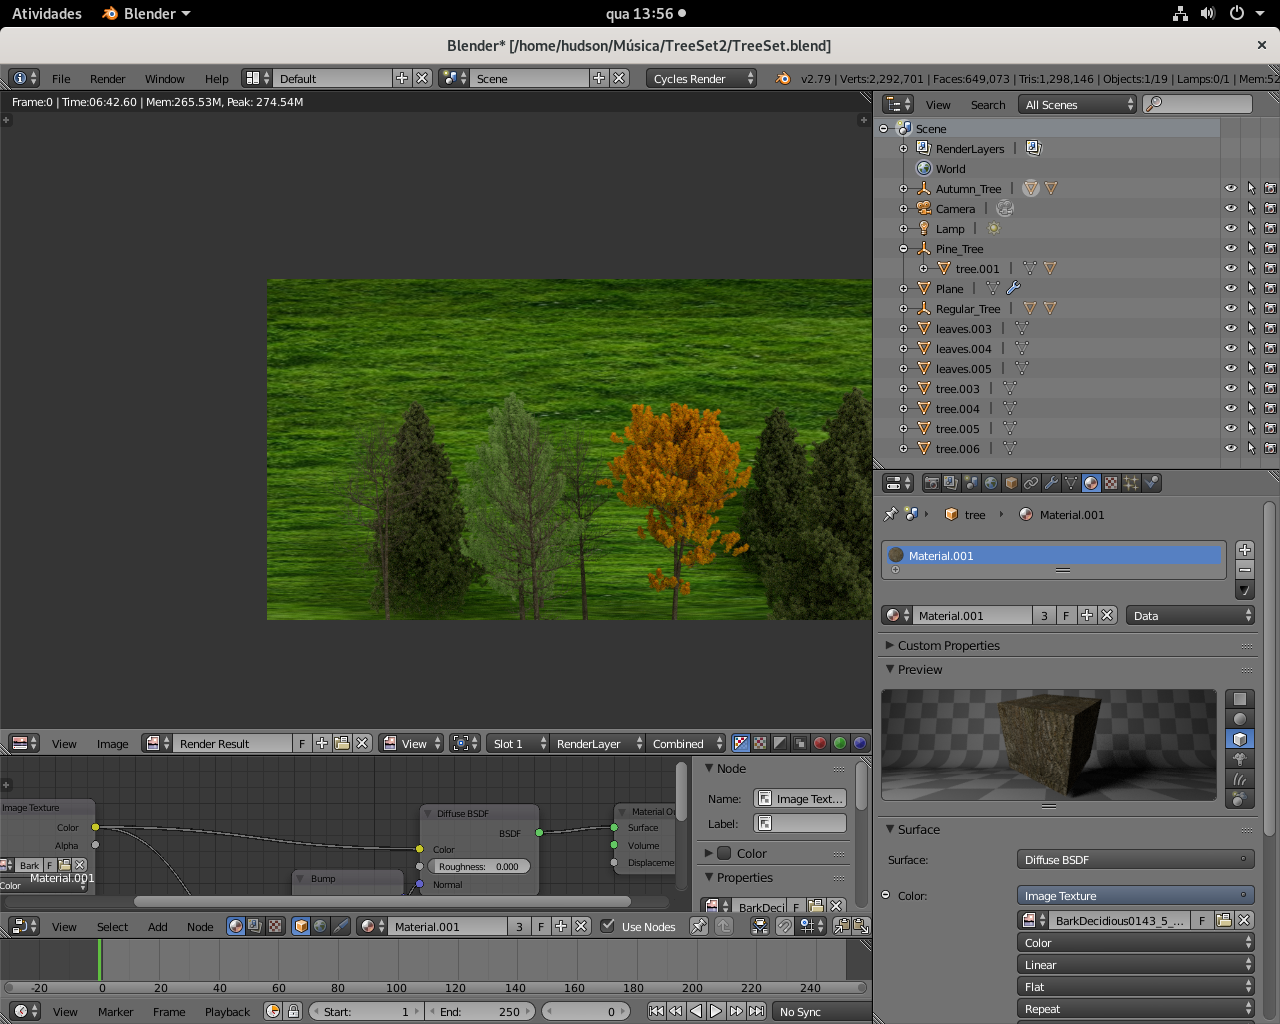 Atividades Blender qua 13:56
Blender* [/home/hudson/Música/TreeSet2/TreeSet.blend]
File Render Window Help Default Scene Cycles Render v2.79 | Verts:2,292,701 | Faces:649,073 | Tris:1,298,146 | Objects:1/19 | Lamps:0/1 | Mem:52
Frame:0 | Time:06:42.60 | Mem:265.53M, Peak: 274.54M
View Search All Scenes
Scene
RenderLayers
World
Autumn_Tree
Camera
Lamp
Pine_Tree
tree.001
Plane
Regular_Tree
leaves.003
leaves.004
leaves.005
tree.003
tree.004
tree.005
tree.006
tree Material.001
Material.001
Material.001 3 F Data
Custom Properties
Preview
Surface
Surface: Diffuse BSDF
Color: Image Texture
BarkDecidious0143_5_... F
Color
Linear
Flat
Repeat
View Image Render Result F View Slot 1 RenderLayer Combined
Image Texture
Color
Alpha
Bark F
Color
Material.001
Bump
Diffuse BSDF
BSDF
Color
Roughness: 0.000
Normal
Material O
Surface
Volume
Displaceme
Node
Name: Image Text...
Label:
Color
Properties
BarkDeci F
View Select Add Node Material.001 3 F Use Nodes
-20 0 20 40 60 80 100 120 140 160 180 200 220 240
View Marker Frame Playback Start: 1 End: 250 0 No Sync